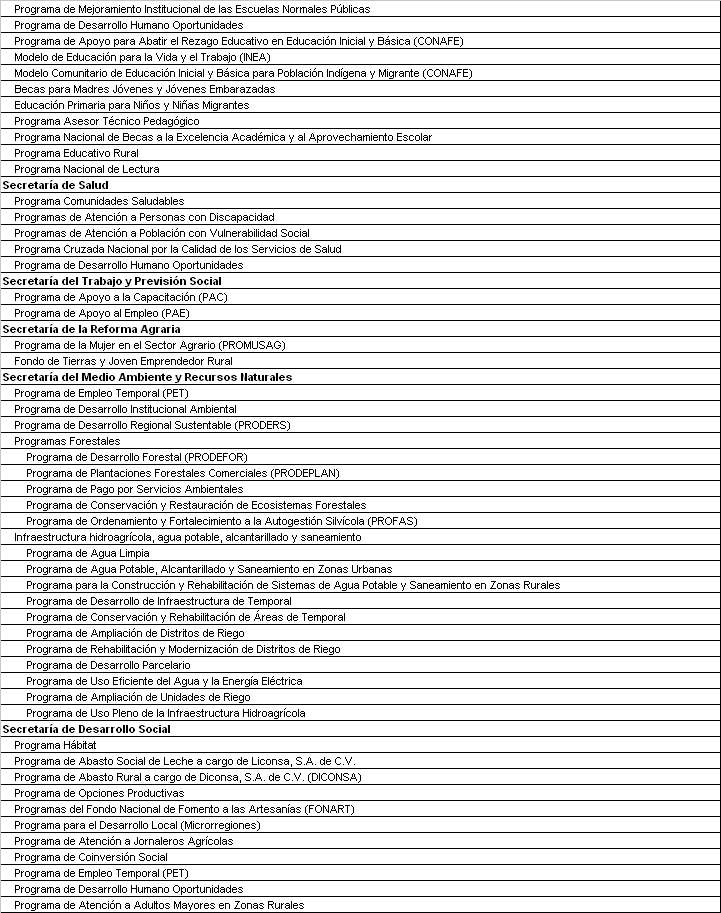 Programa de Mejoramiento Institucional de las Escuelas Normales Públicas
Programa de Desarrollo Humano Oportunidades
Programa de Apoyo para Abatir el Rezago Educativo en Educación Inicial y Básica (CONAFE)
Modelo de Educación para la Vida y el Trabajo (INEA)
Modelo Comunitario de Educación Inicial y Básica para Población Indígena y Migrante (CONAFE)
Becas para Madres Jóvenes y Jóvenes Embarazadas
Educación Primaria para Niños y Niñas Migrantes
Programa Asesor Técnico Pedagógico
Programa Nacional de Becas a la Excelencia Académica y al Aprovechamiento Escolar
Programa Educativo Rural
Programa Nacional de Lectura
Secretaría de Salud
Programa Comunidades Saludables
Programas de Atención a Personas con Discapacidad
Programas de Atención a Población con Vulnerabilidad Social
Programa Cruzada Nacional por la Calidad de los Servicios de Salud
Programa de Desarrollo Humano Oportunidades
Secretaría del Trabajo y Previsión Social
Programa de Apoyo a la Capacitación (PAC)
Programa de Apoyo al Empleo (PAE)
Secretaría de la Reforma Agraria
Programa de la Mujer en el Sector Agrario (PROMUSAG)
Fondo de Tierras y Joven Emprendedor Rural
Secretaría del Medio Ambiente y Recursos Naturales
Programa de Empleo Temporal (PET)
Programa de Desarrollo Institucional Ambiental
Programa de Desarrollo Regional Sustentable (PRODERS)
Programas Forestales
Programa de Desarrollo Forestal (PRODEFOR)
Programa de Plantaciones Forestales Comerciales (PRODEPLAN)
Programa de Pago por Servicios Ambientales
Programa de Conservación y Restauración de Ecosistemas Forestales
Programa de Ordenamiento y Fortalecimiento a la Autogestión Silvícola (PROFAS)
Infraestructura hidroagrícola, agua potable, alcantarillado y saneamiento
Programa de Agua Limpia
Programa de Agua Potable, Alcantarillado y Saneamiento en Zonas Urbanas
Programa para la Construcción y Rehabilitación de Sistemas de Agua Potable y Saneamiento en Zonas Rurales
Programa de Desarrollo de Infraestructura de Temporal
Programa de Conservación y Rehabilitación de Áreas de Temporal
Programa de Ampliación de Distritos de Riego
Programa de Rehabilitación y Modernización de Distritos de Riego
Programa de Desarrollo Parcelario
Programa de Uso Eficiente del Agua y la Energía Eléctrica
Programa de Ampliación de Unidades de Riego
Programa de Uso Pleno de la Infraestructura Hidroagrícola
Secretaría de Desarrollo Social
Programa Hábitat
Programa de Abasto Social de Leche a cargo de Liconsa, S.A. de C.V.
Programa de Abasto Rural a cargo de Diconsa, S.A. de C.V. (DICONSA)
Programa de Opciones Productivas
Programas del Fondo Nacional de Fomento a las Artesanías (FONART)
Programa para el Desarrollo Local (Microrregiones)
Programa de Atención a Jornaleros Agrícolas
Programa de Coinversión Social
Programa de Empleo Temporal (PET)
Programa de Desarrollo Humano Oportunidades
Programa de Atención a Adultos Mayores en Zonas Rurales